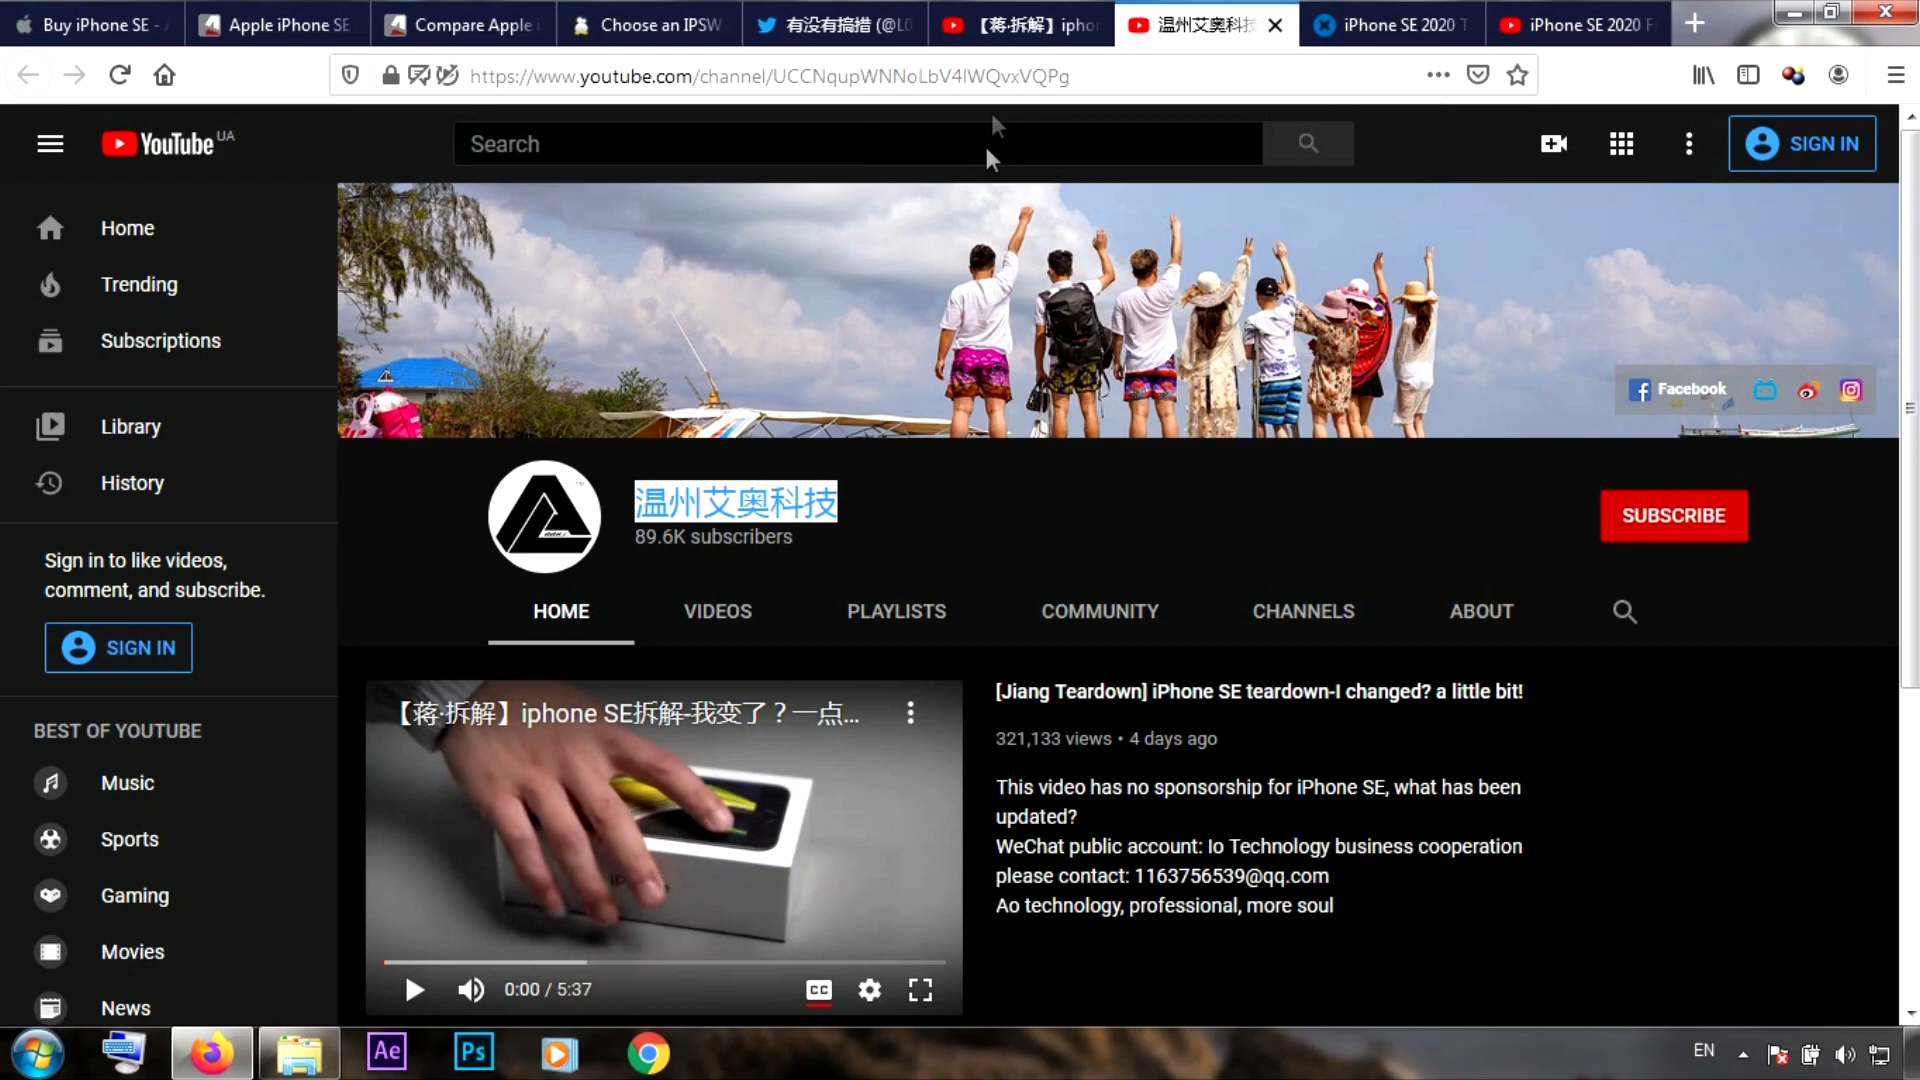 Buy iPhone SE -
Apple iPhone SE
Compare Apple
Choose an IPSW
有没有搞措 (@L0
【蒋·拆解】ipho
温州艾奥科技
iPhone SE 2020 T
iPhone SE 2020 F
https://www.youtube.com/channel/UCCNqupWNNoLbV4IWQvxVQPg
YouTube UA
Search
SIGN IN
Home
Trending
Subscriptions
Library
History
Sign in to like videos,
comment, and subscribe.
SIGN IN
BEST OF YOUTUBE
Music
Sports
Gaming
Movies
News
Facebook
温州艾奥科技
89.6K subscribers
SUBSCRIBE
HOME
VIDEOS
PLAYLISTS
COMMUNITY
CHANNELS
ABOUT
【蒋·拆解】iphone SE拆解-我变了？一点...
0:00 / 5:37
CC
[Jiang Teardown] iPhone SE teardown-I changed? a little bit!
321,133 views • 4 days ago
This video has no sponsorship for iPhone SE, what has been
updated?
WeChat public account: Io Technology business cooperation
please contact: 1163756539@qq.com
Ao technology, professional, more soul
Ae
Ps
EN